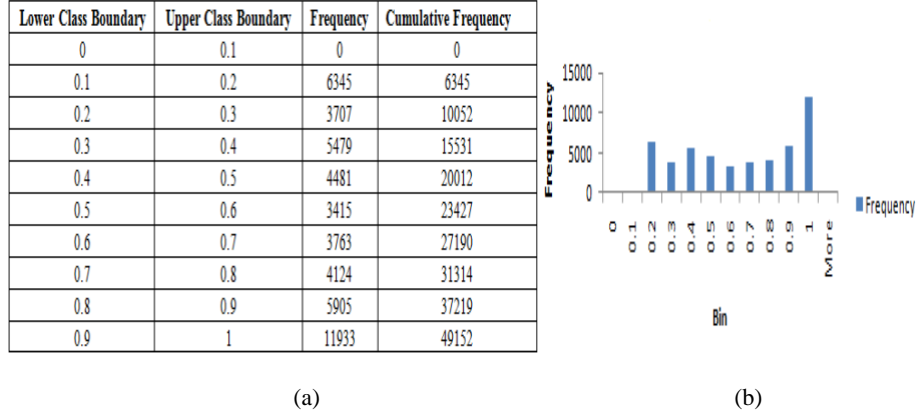 Lower Class Boundary Upper Class Boundary Frequency Cumulative Frequency
0 0.1 0 0
0.1 0.2 6345 6345
0.2 0.3 3707 10052
0.3 0.4 5479 15531
0.4 0.5 4481 20012
0.5 0.6 3415 23427
0.6 0.7 3763 27190
0.7 0.8 4124 31314
0.8 0.9 5905 37219
0.9 1 11933 49152
(a)
Frequency
15000
10000
5000
0
0 0.1 0.2 0.3 0.4 0.5 0.6 0.7 0.8 0.9 1 More
Bin
Frequency
(b)